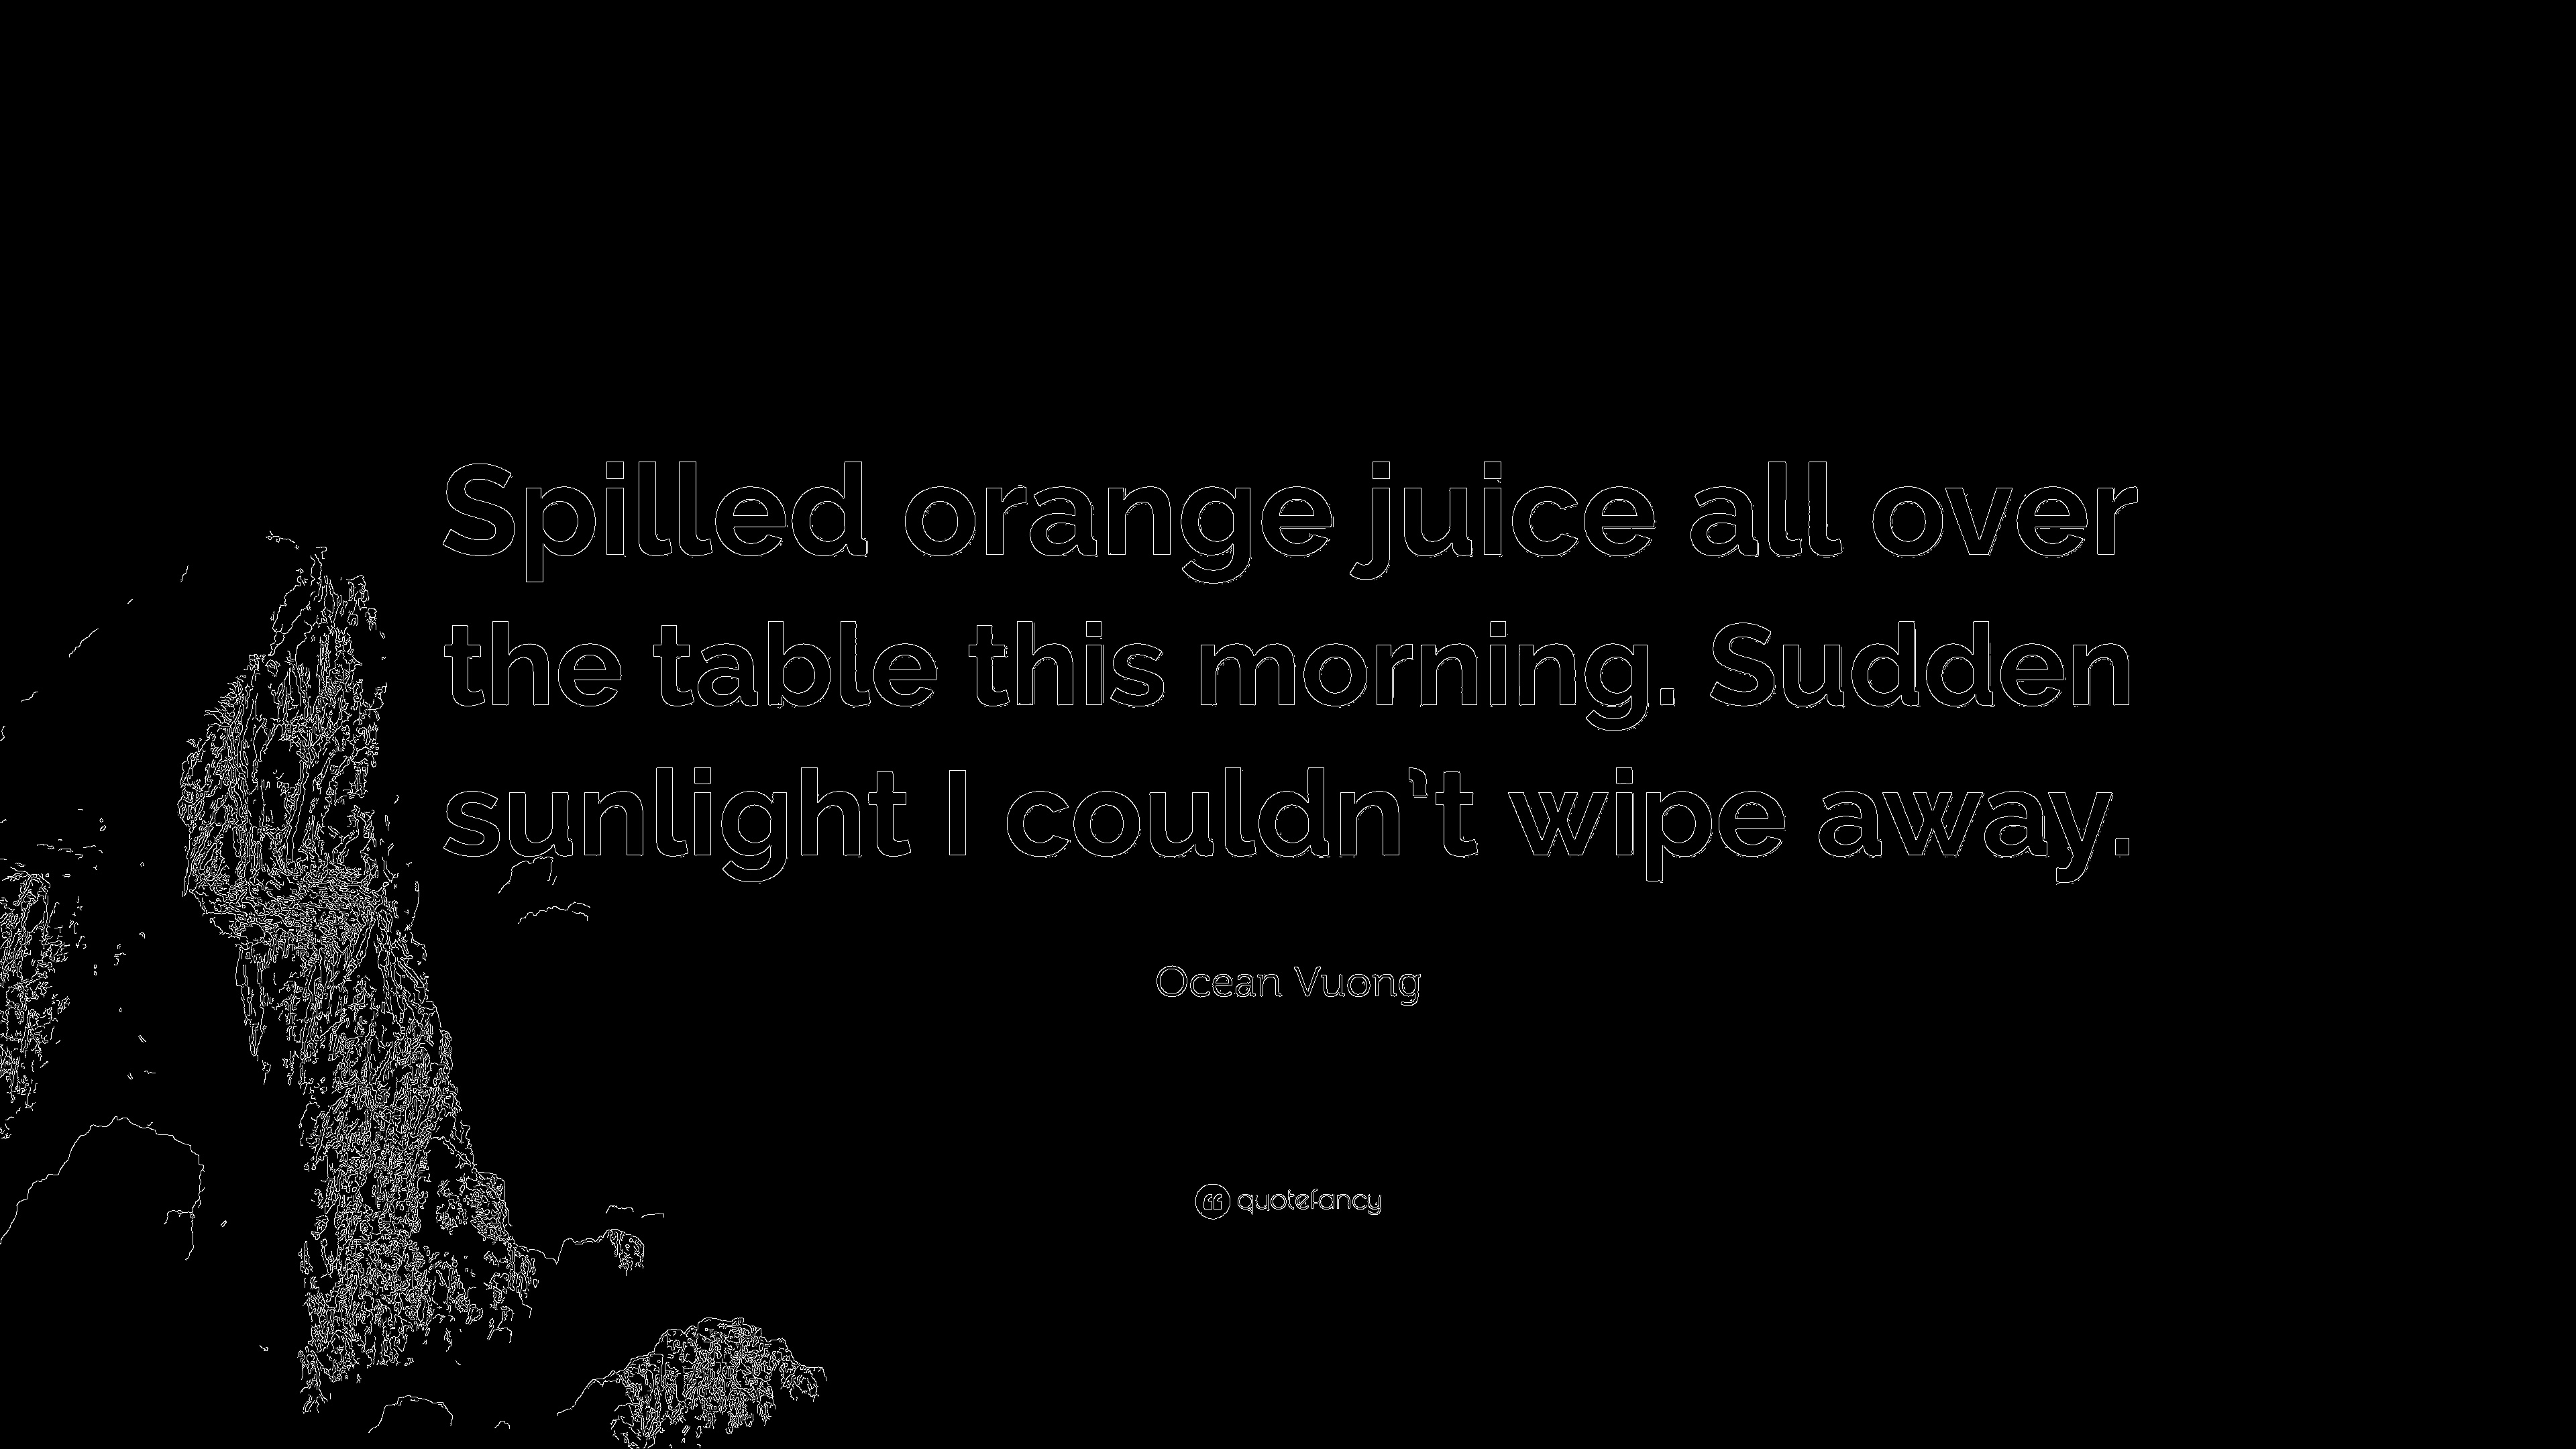 Spilled orange juice all over
the table this morning. Sudden
sunlight I couldn't wipe away.
Ocean Vuong
quotefancy